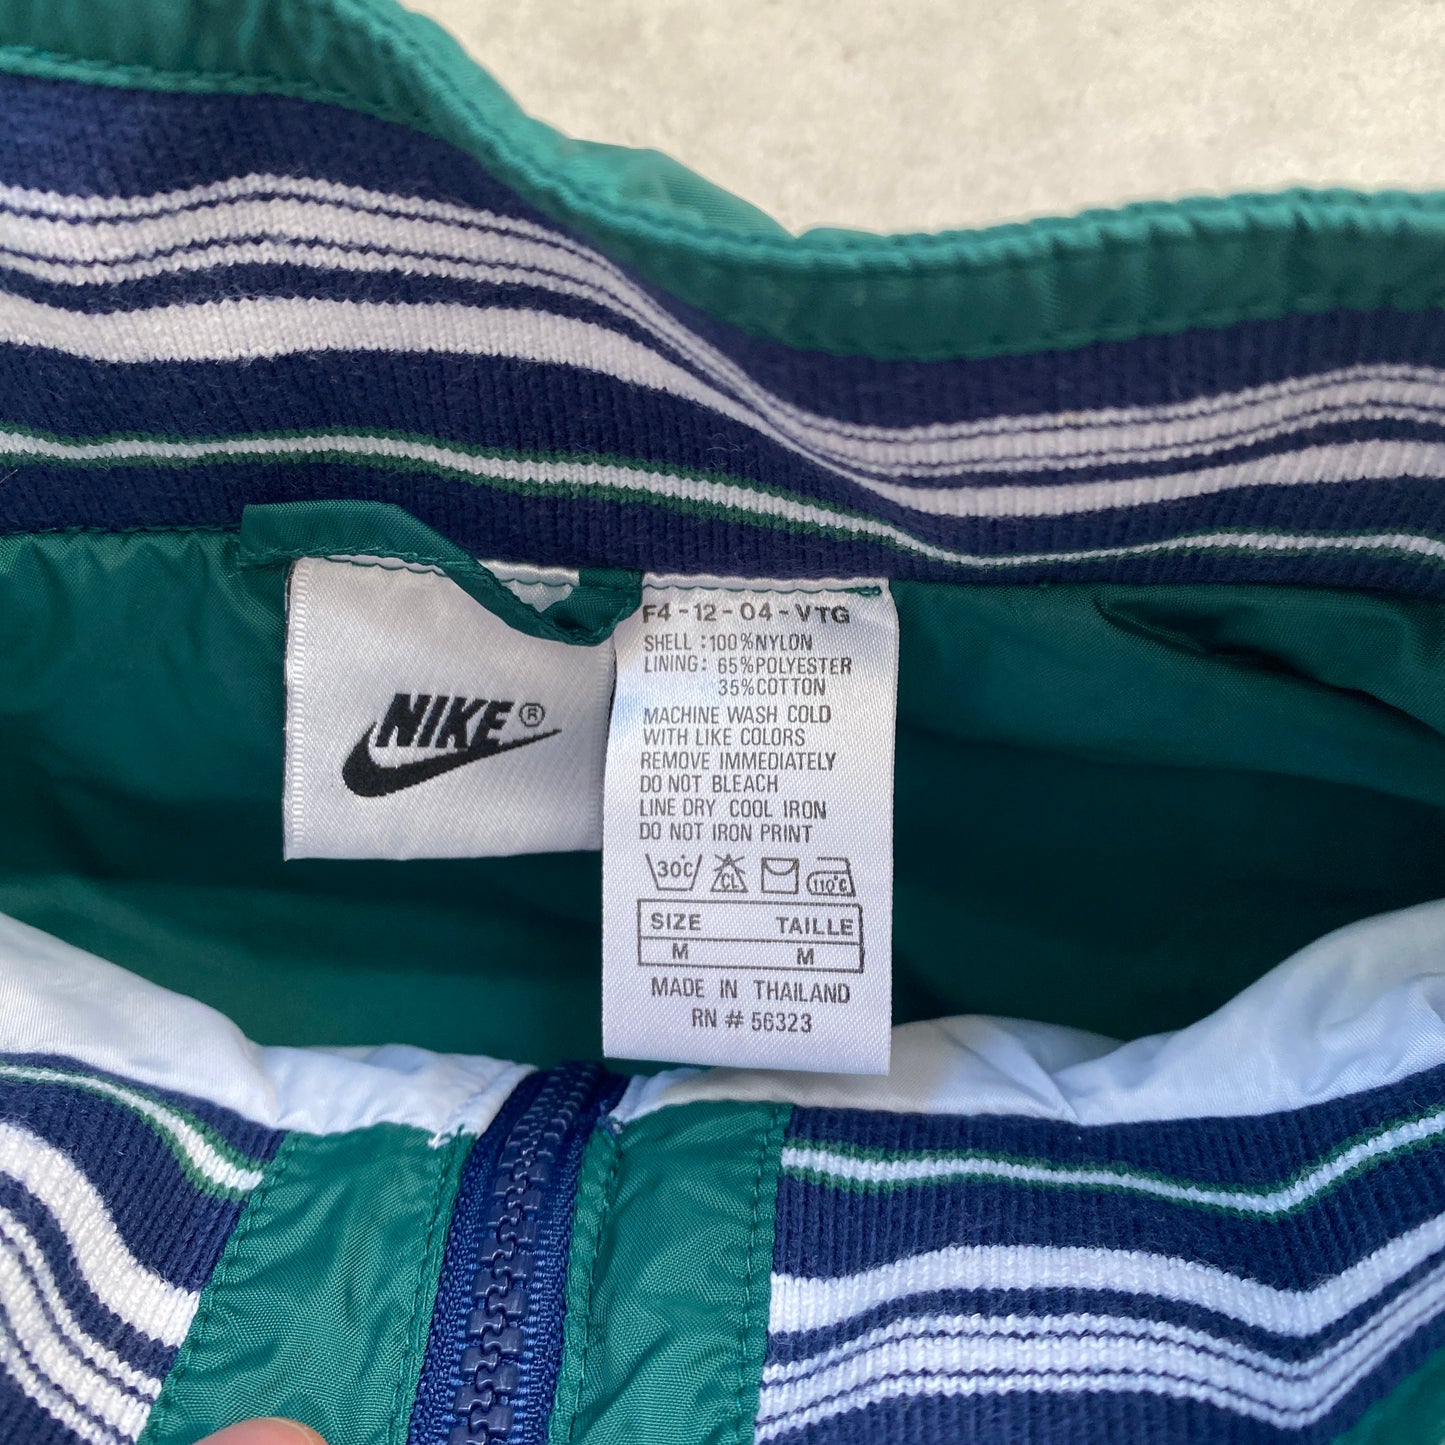 NIKE®
F4-12-04-VTG
SHELL : 100%NYLON
LINING: 65%POLYESTER
35%COTTON
MACHINE WASH COLD
WITH LIKE COLORS
REMOVE IMMEDIATELY
DO NOT BLEACH
LINE DRY COOL IRON
DO NOT IRON PRINT
30°C CL 110°C
SIZE TAILLE
M M
MADE IN THAILAND
RN # 56323